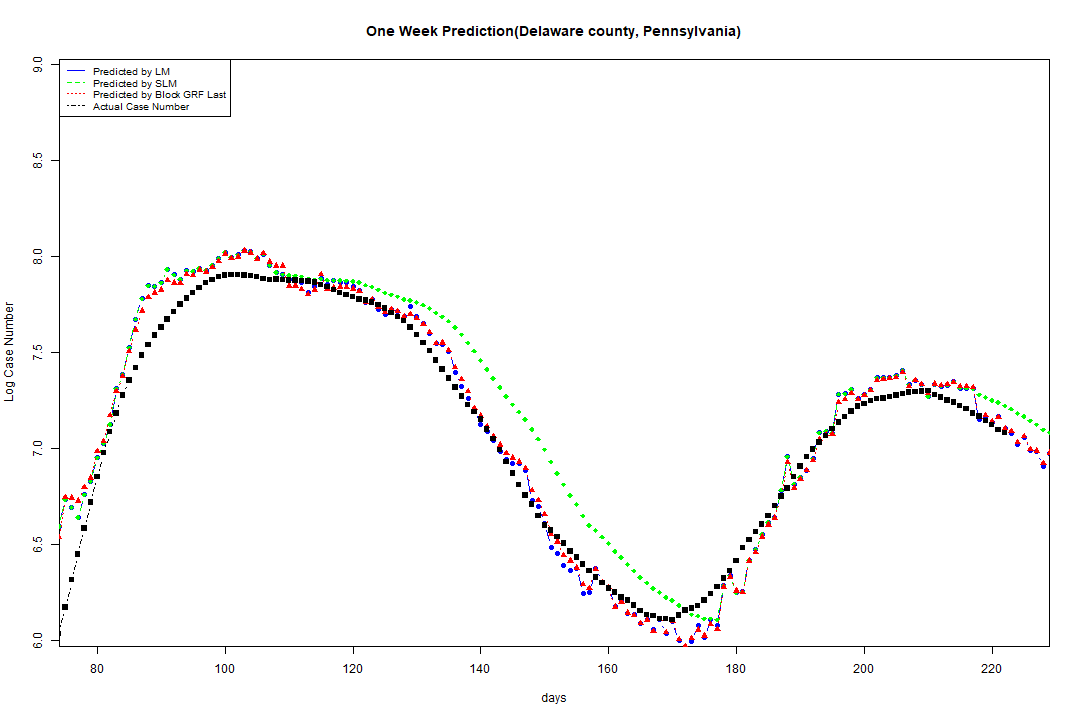 One Week Prediction(Delaware county, Pennsylvania)
Predicted by LM
Predicted by SLM
Predicted by Block GRF Last
Actual Case Number
9.0
8.5
8.0
7.5
7.0
6.5
6.0
Log Case Number
80 100 120 140 160 180 200 220
days